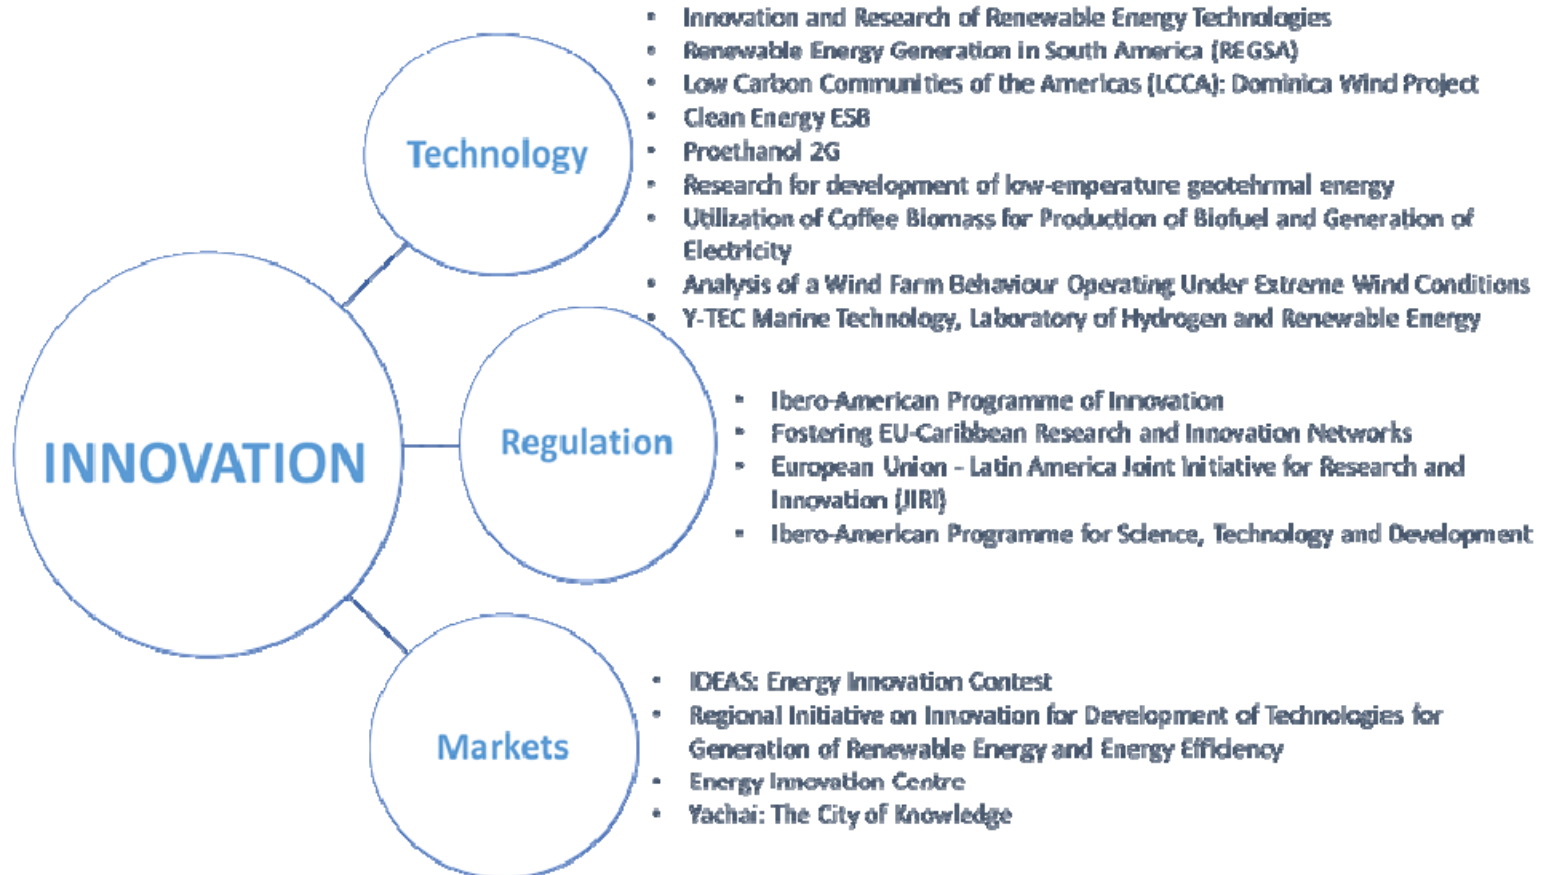 INNOVATION
Technology
• Innovation and Research of Renewable Energy Technologies
• Renewable Energy Generation in South America (REGSA)
• Low Carbon Communities of the Americas (LCCA): Dominica Wind Project
• Clean Energy ESB
• Proethanol 2G
• Research for development of low-emperature geotehrmal energy
• Utilization of Coffee Biomass for Production of Biofuel and Generation of
Electricity
• Analysis of a Wind Farm Behaviour Operating Under Extreme Wind Conditions
• Y-TEC Marine Technology, Laboratory of Hydrogen and Renewable Energy
Regulation
• Ibero-American Programme of Innovation
• Fostering EU-Caribbean Research and Innovation Networks
• European Union - Latin America Joint Initiative for Research and
Innovation (JIRI)
• Ibero-American Programme for Science, Technology and Development
Markets
• IDEAS: Energy Innovation Contest
• Regional Initiative on Innovation for Development of Technologies for
Generation of Renewable Energy and Energy Efficiency
• Energy Innovation Centre
• Yachai: The City of Knowledge